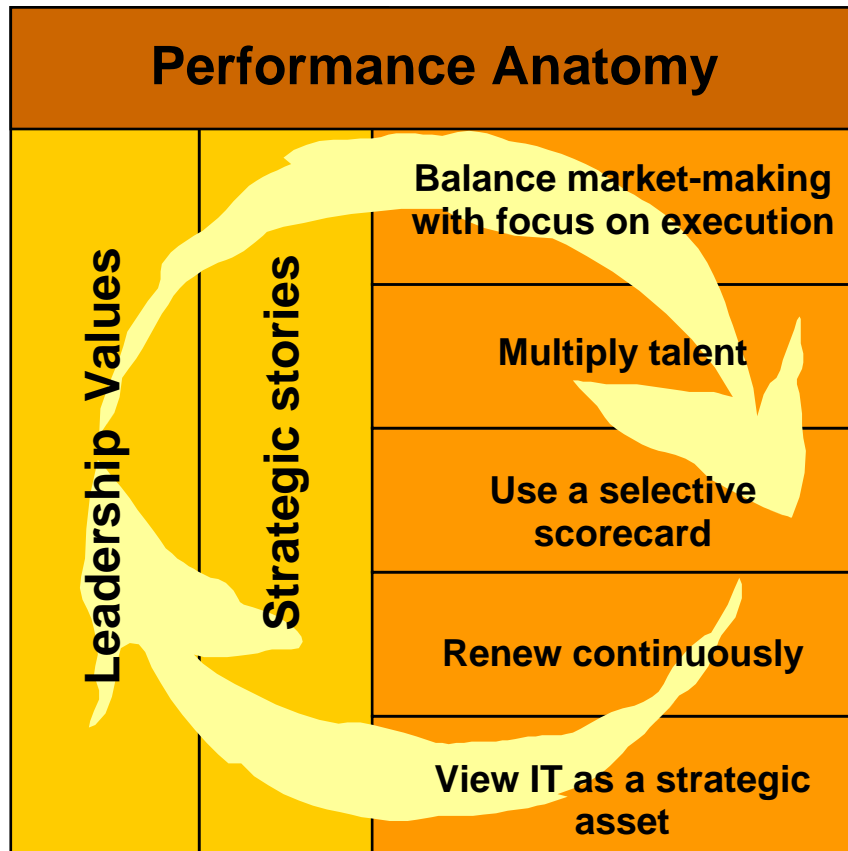 Performance Anatomy
Leadership Values
Strategic stories
Balance market-making
with focus on execution
Multiply talent
Use a selective
scorecard
Renew continuously
View IT as a strategic
asset